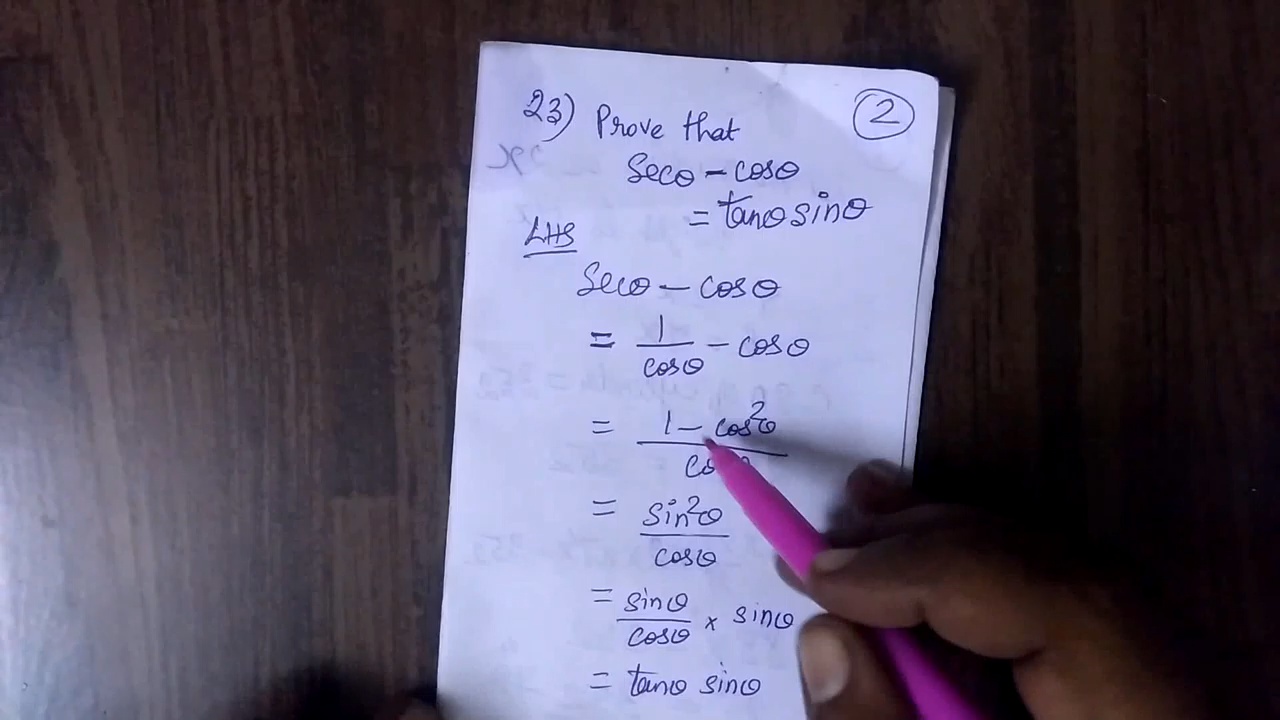 23) Prove that
②
Secθ - cosθ
= tanθ sinθ
LHS
Secθ - cosθ
= 1/cosθ - cosθ
= 1 - cos²θ / cosθ
= sin²θ / cosθ
= sinθ/cosθ × sinθ
= tanθ sinθ